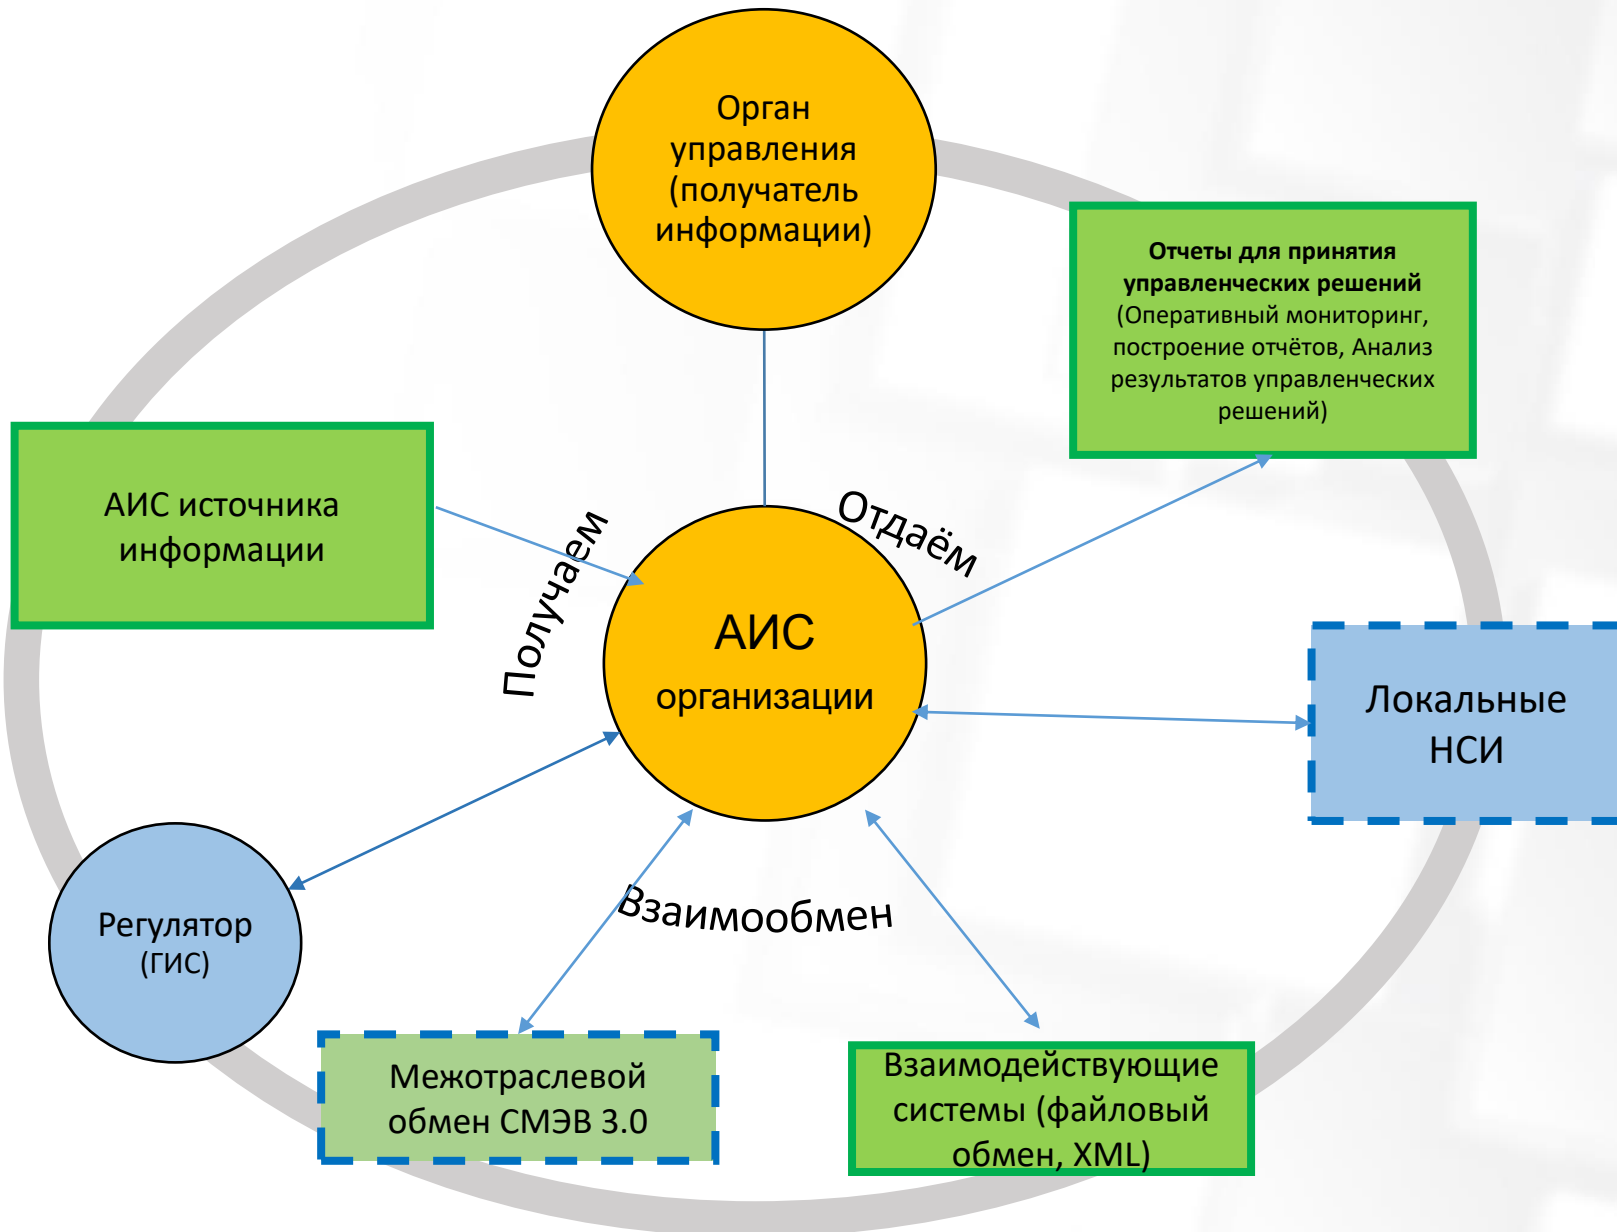 Орган
управления
(получатель
информации)
Отчеты для принятия
управленческих решений
(Оперативный мониторинг,
построение отчётов, Анализ
результатов управленческих
решений)
АИС источника
информации
Получаем
Отдаём
АИС
организации
Локальные
НСИ
Регулятор
(ГИС)
Взаимообмен
Межотраслевой
обмен СМЭВ 3.0
Взаимодействующие
системы (файловый
обмен, XML)